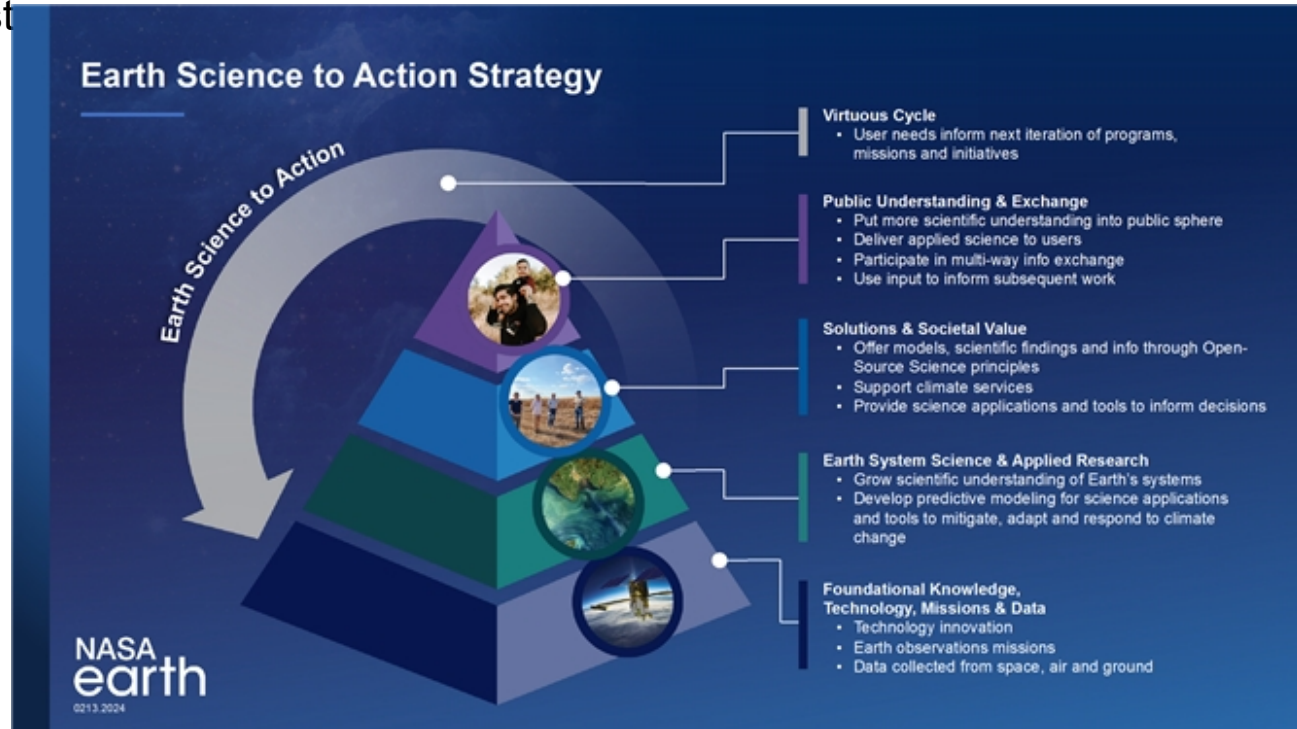 st
Earth Science to Action Strategy
Earth Science to Action
Virtuous Cycle
• User needs inform next iteration of programs,
missions and initiatives
Public Understanding & Exchange
• Put more scientific understanding into public sphere
• Deliver applied science to users
• Participate in multi-way info exchange
• Use input to inform subsequent work
Solutions & Societal Value
• Offer models, scientific findings and info through Open-
Source Science principles
• Support climate services
• Provide science applications and tools to inform decisions
Earth System Science & Applied Research
• Grow scientific understanding of Earth's systems
• Develop predictive modeling for science applications
and tools to mitigate, adapt and respond to climate
change
Foundational Knowledge,
Technology, Missions & Data
• Technology innovation
• Earth observations missions
• Data collected from space, air and ground
NASA
earth
0213.2024